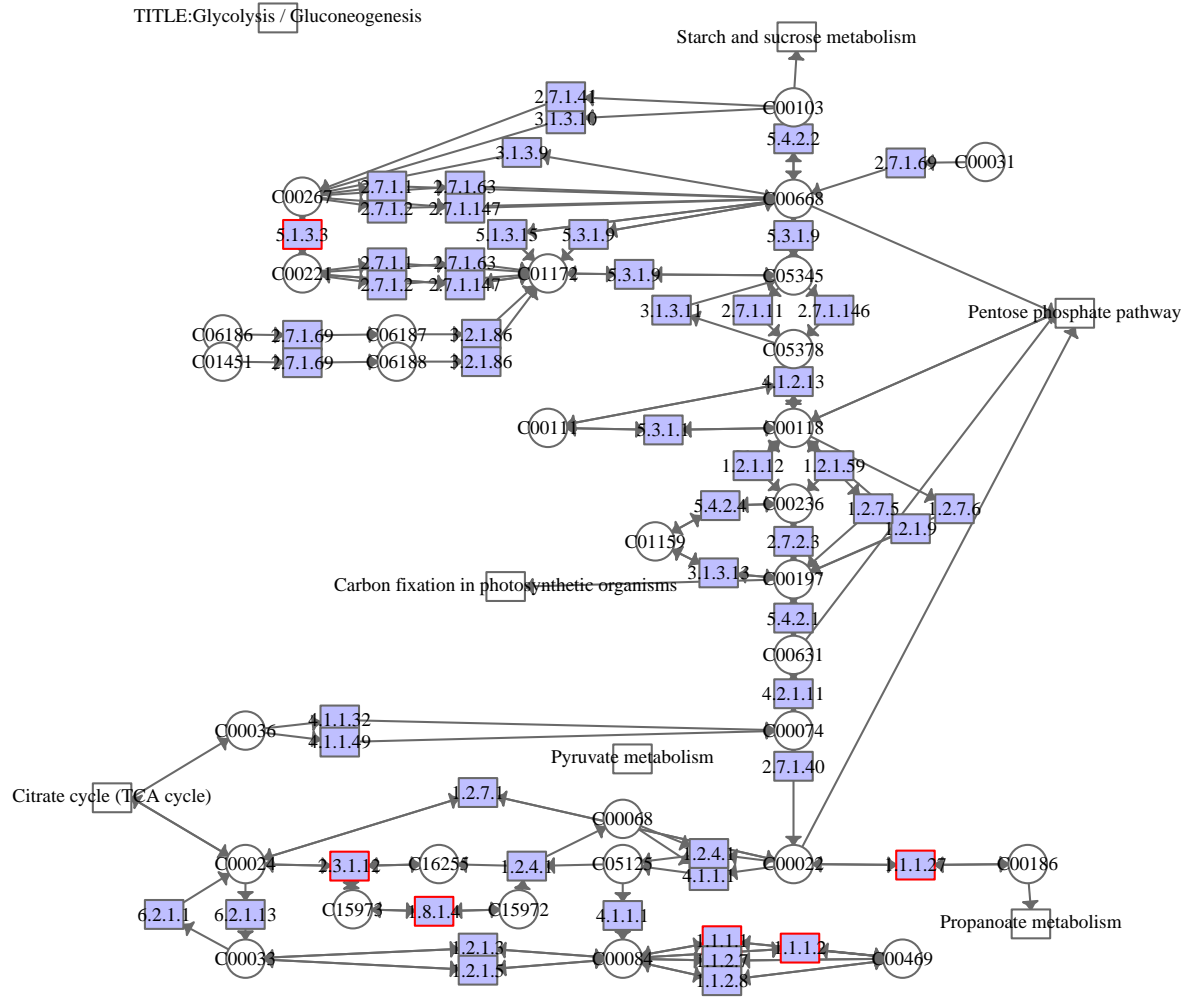 TITLE:Glycolysis / Gluconeogenesis
Starch and sucrose metabolism
2.7.1.41
C00103
3.1.3.10
5.4.2.2
3.1.3.9
2.7.1.69
C00031
C00267
2.7.1.1
2.7.1.63
C00668
2.7.1.2
2.7.1.147
5.1.3.3
5.1.3.15
5.3.1.9
5.3.1.9
C00221
2.7.1.1
2.7.1.63
C01172
5.3.1.9
C05345
2.7.1.2
2.7.1.147
3.1.3.11
2.7.1.11
2.7.1.146
Pentose phosphate pathway
C06186
2.7.1.69
C06187
3.2.1.86
C05378
C01451
2.7.1.69
C06188
3.2.1.86
4.1.2.13
C00111
5.3.1.1
C00118
1.2.1.12
1.2.1.59
5.4.2.4
C00236
1.2.7.5
1.2.7.6
1.2.1.9
C01159
2.7.2.3
3.1.3.13
C00197
Carbon fixation in photosynthetic organisms
5.4.2.1
C00631
4.2.1.11
C00036
4.1.1.32
C00074
4.1.1.49
Pyruvate metabolism
2.7.1.40
Citrate cycle (TCA cycle)
1.2.7.1
C00068
C00024
2.3.1.12
C16255
1.2.4.1
C05125
1.2.4.1
C00022
1.1.1.27
C00186
4.1.1.1
6.2.1.1
6.2.1.13
C15973
1.8.1.4
C15972
4.1.1.1
Propanoate metabolism
C00033
1.2.1.3
C00084
1.1.1.1
1.1.1.2
C00469
1.2.1.5
1.1.2.7
1.1.2.8